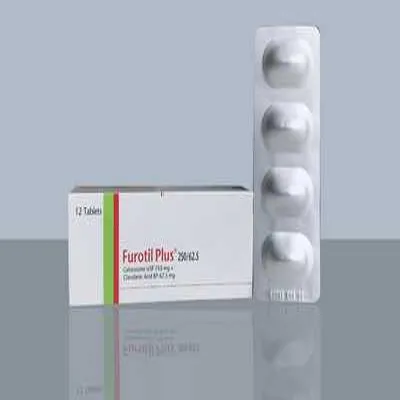 12 Tablets
Furotil Plus® 250/62.5
Cefuroxime USP 250 mg +
Clavulanic Acid BP 62.5 mg